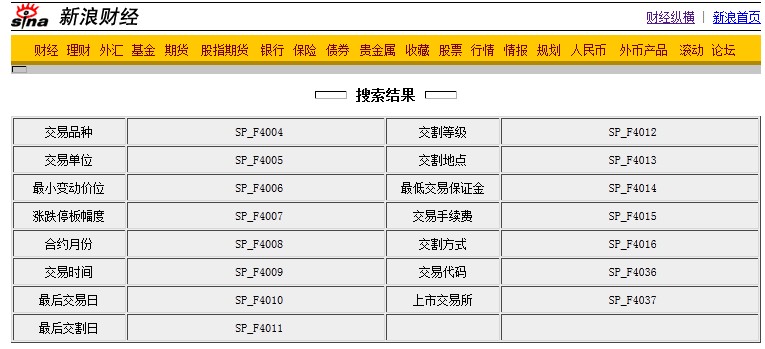 sina 新浪财经 财经纵横 | 新浪首页
财经 理财 外汇 基金 期货 股指期货 银行 保险 债券 贵金属 收藏 股票 行情 情报 规划 人民币 外币产品 滚动 论坛
搜索结果
交易品种 SP_F4004 交割等级 SP_F4012
交易单位 SP_F4005 交割地点 SP_F4013
最小变动价位 SP_F4006 最低交易保证金 SP_F4014
涨跌停板幅度 SP_F4007 交易手续费 SP_F4015
合约月份 SP_F4008 交割方式 SP_F4016
交易时间 SP_F4009 交易代码 SP_F4036
最后交易日 SP_F4010 上市交易所 SP_F4037
最后交割日 SP_F4011